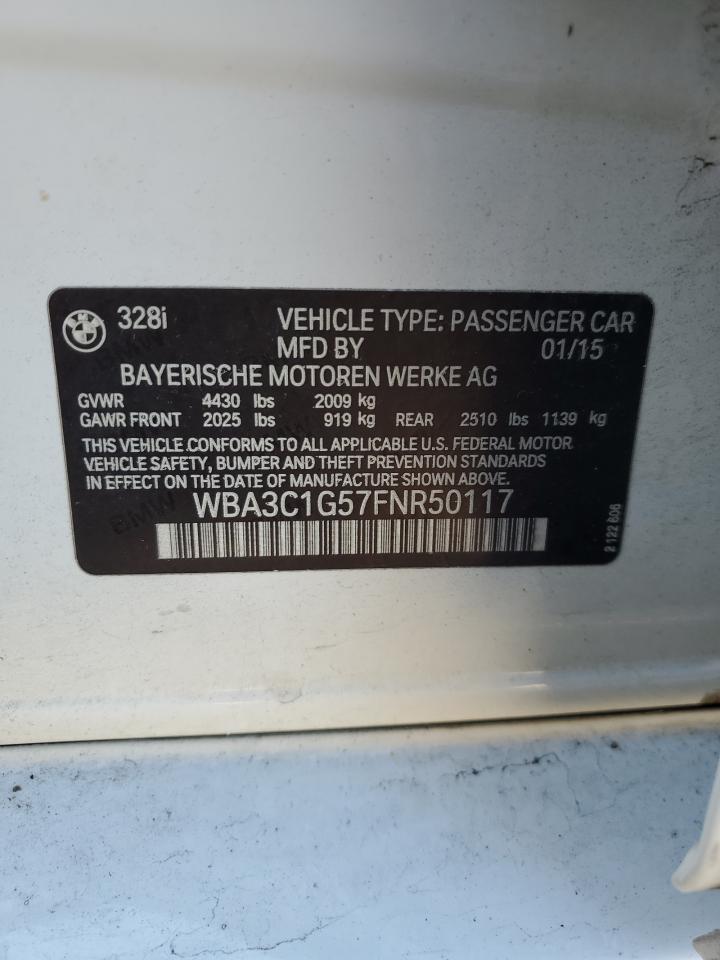 BMW 328i VEHICLE TYPE: PASSENGER CAR
MFD BY 01/15
BAYERISCHE MOTOREN WERKE AG
GVWR 4430 lbs 2009 kg
GAWR FRONT 2025 lbs 919 kg REAR 2510 lbs 1139 kg
THIS VEHICLE CONFORMS TO ALL APPLICABLE U.S. FEDERAL MOTOR
VEHICLE SAFETY, BUMPER AND THEFT PREVENTION STANDARDS
IN EFFECT ON THE DATE OF MANUFACTURE SHOWN ABOVE.
BMW WBA3C1G57FNR50117
2 122 606